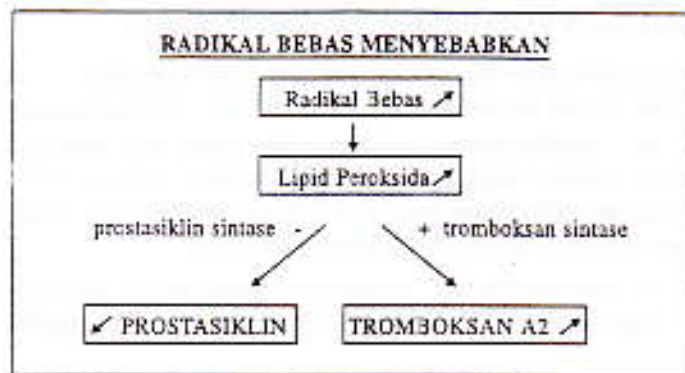 RADIKAL BEBAS MENYEBABKAN
Radikal Bebas ↗
Lipid Peroksida ↗
prostasiklin sintase - + tromboksan sintase
↙ PROSTASIKLIN TROMBOKSAN A2 ↗